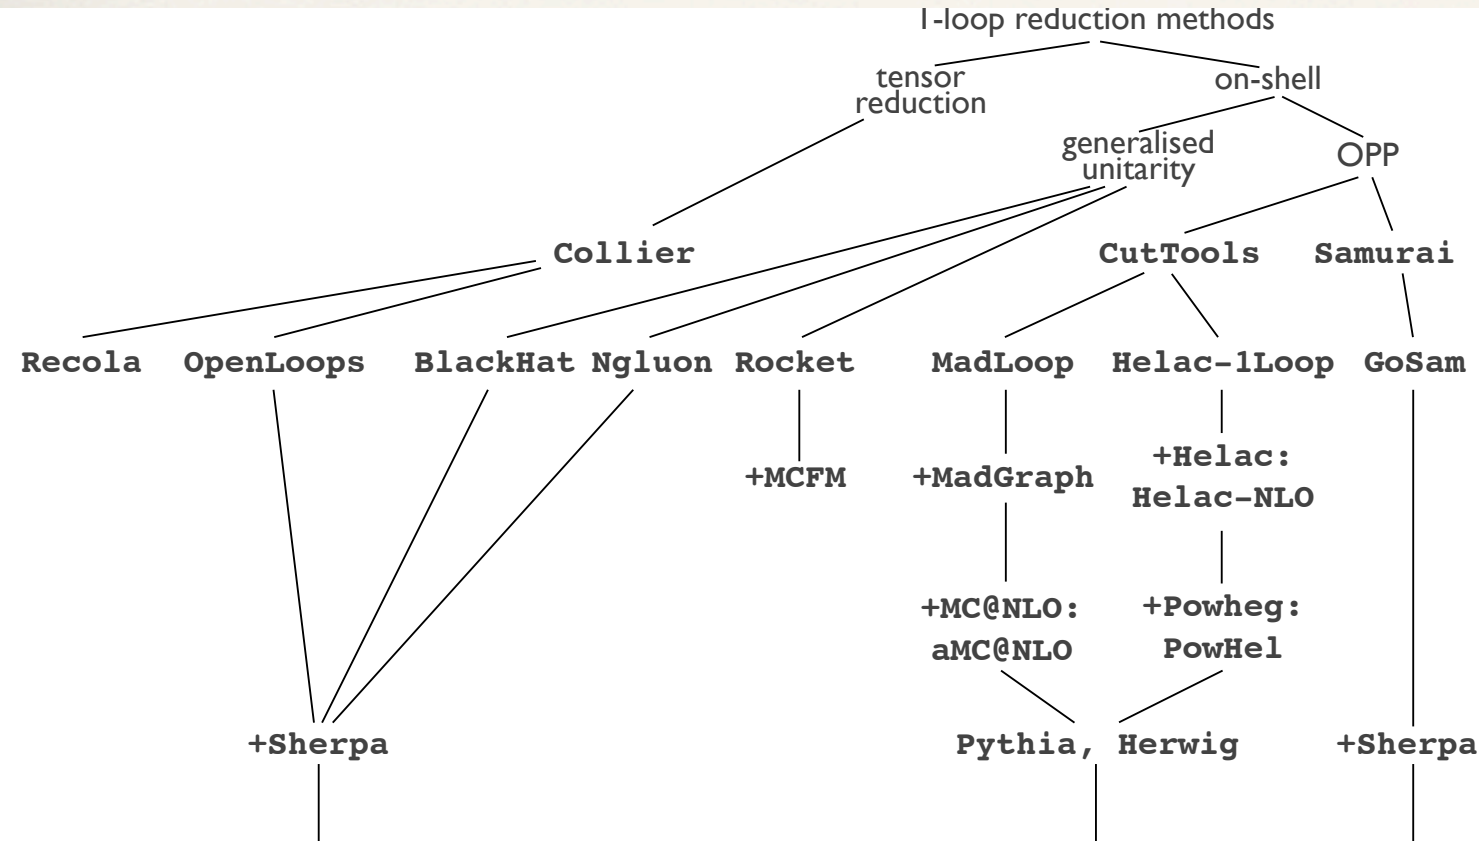 1-loop reduction methods
tensor
reduction
on-shell
generalised
unitarity
OPP
Collier
CutTools
Samurai
Recola
OpenLoops
BlackHat
Ngluon
Rocket
MadLoop
Helac-1Loop
GoSam
+MCFM
+MadGraph
+Helac:
Helac-NLO
+MC@NLO:
aMC@NLO
+Powheg:
PowHel
+Sherpa
Pythia, Herwig
+Sherpa